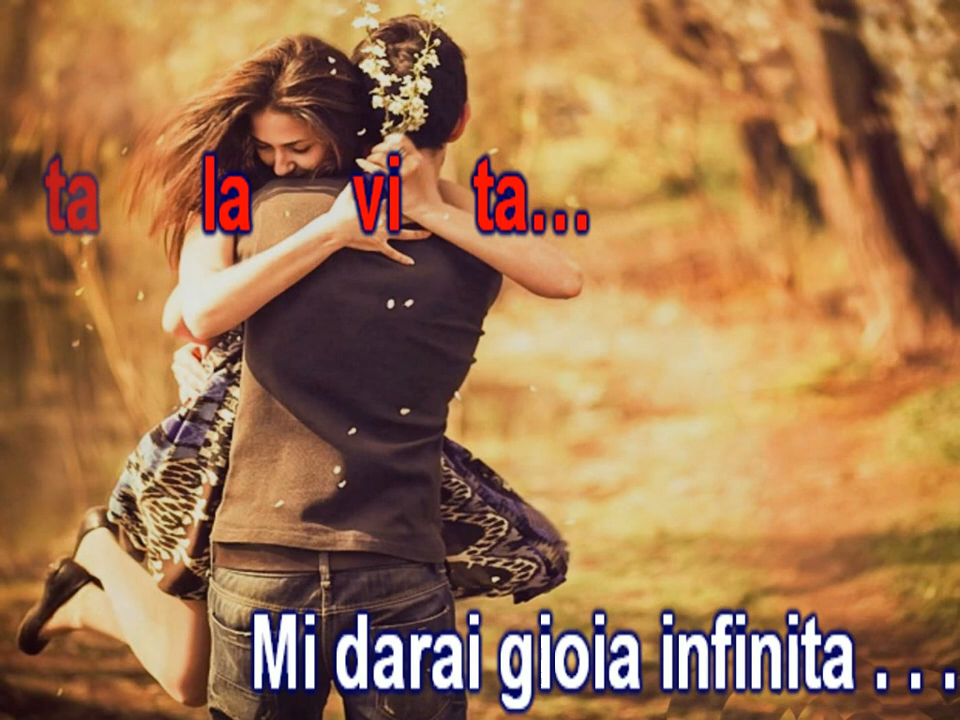 ta la vi ta...
Mi darai gioia infinita . . .